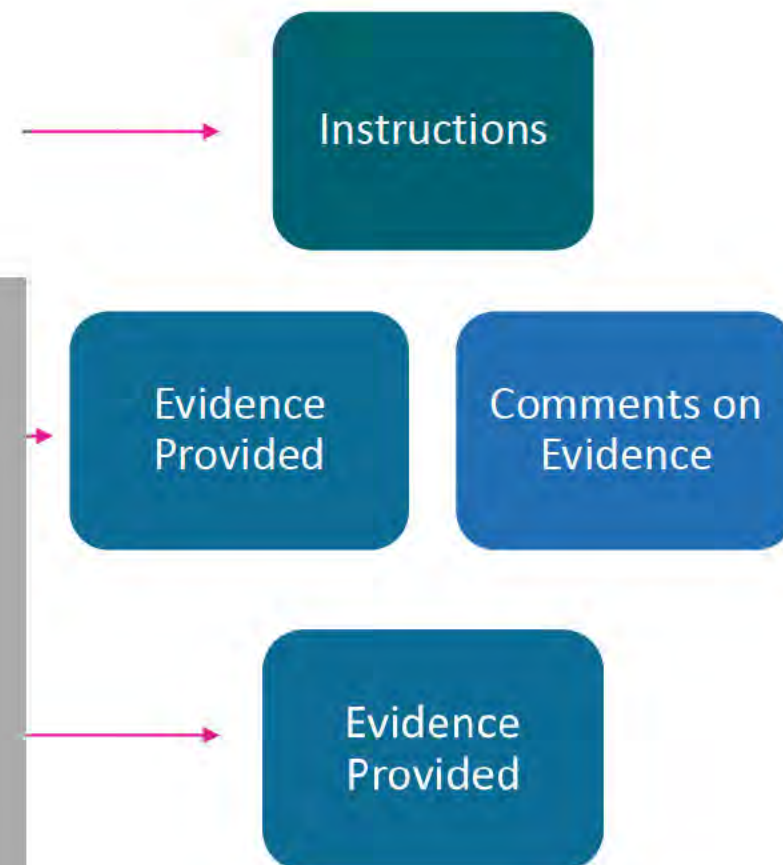 Instructions
Evidence
Provided
Comments on
Evidence
Evidence
Provided